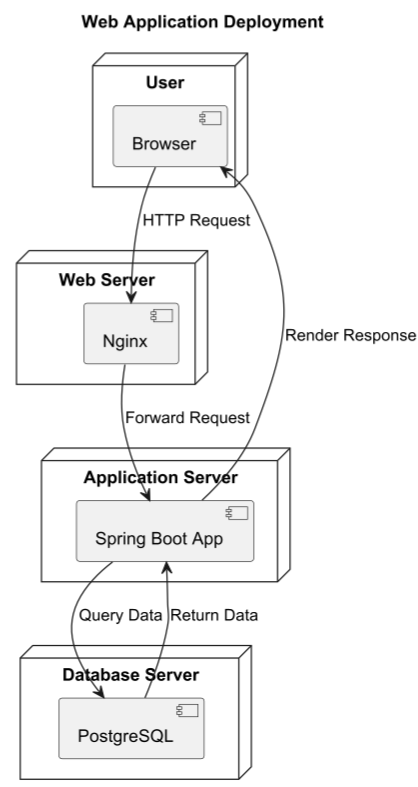 Web Application Deployment
User
Browser
HTTP Request
Web Server
Nginx
Render Response
Forward Request
Application Server
Spring Boot App
Query Data
Return Data
Database Server
PostgreSQL